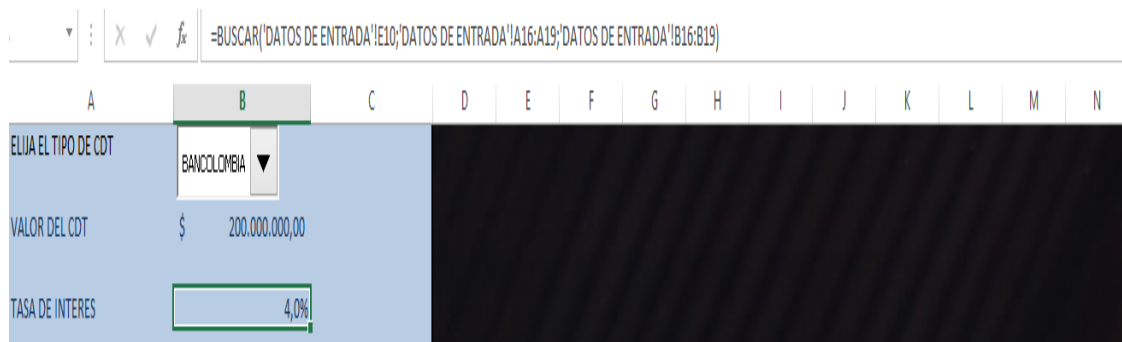 fx =BUSCAR('DATOS DE ENTRADA'!E10;'DATOS DE ENTRADA'!A16:A19;'DATOS DE ENTRADA'!B16:B19)
A B C D E F G H I J K L M N
ELIJA EL TIPO DE CDT BANCOLOMBIA
VALOR DEL CDT $ 200.000.000,00
TASA DE INTERES 4,0%